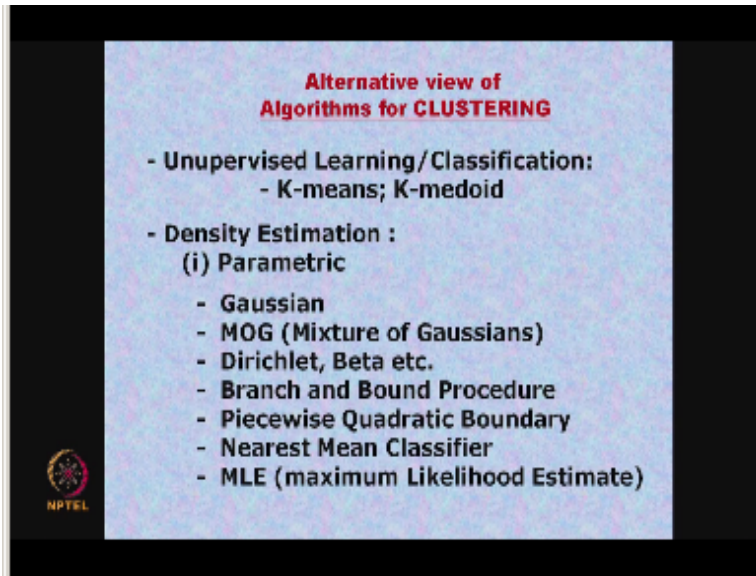 Alternative view of
Algorithms for CLUSTERING
- Unupervised Learning/Classification:
- K-means; K-medoid
- Density Estimation :
(i) Parametric
- Gaussian
- MOG (Mixture of Gaussians)
- Dirichlet, Beta etc.
- Branch and Bound Procedure
- Piecewise Quadratic Boundary
- Nearest Mean Classifier
- MLE (maximum Likelihood Estimate)
NPTEL